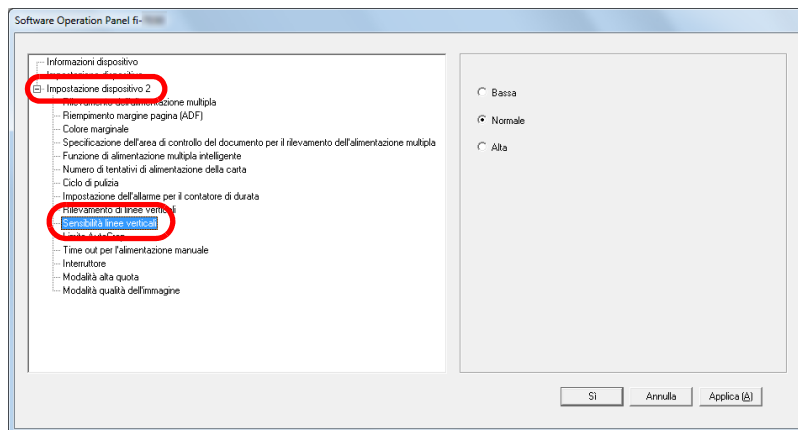 Software Operation Panel fi-
Informazioni dispositivo
Impostazione dispositivo
Impostazione dispositivo 2
Rilevamento dell'alimentazione multipla
Riempimento margine pagina (ADF)
Colore marginale
Specificazione dell'area di controllo del documento per il rilevamento dell'alimentazione multipla
Funzione di alimentazione multipla intelligente
Numero di tentativi di alimentazione della carta
Ciclo di pulizia
Impostazione dell'allarme per il contatore di durata
Rilevamento di linee verticali
Sensibilità linee verticali
Limite AutoCrop
Time out per l'alimentazione manuale
Interruttore
Modalità alta quota
Modalità qualità dell'immagine
Bassa
Normale
Alta
Sì
Annulla
Applica (A)